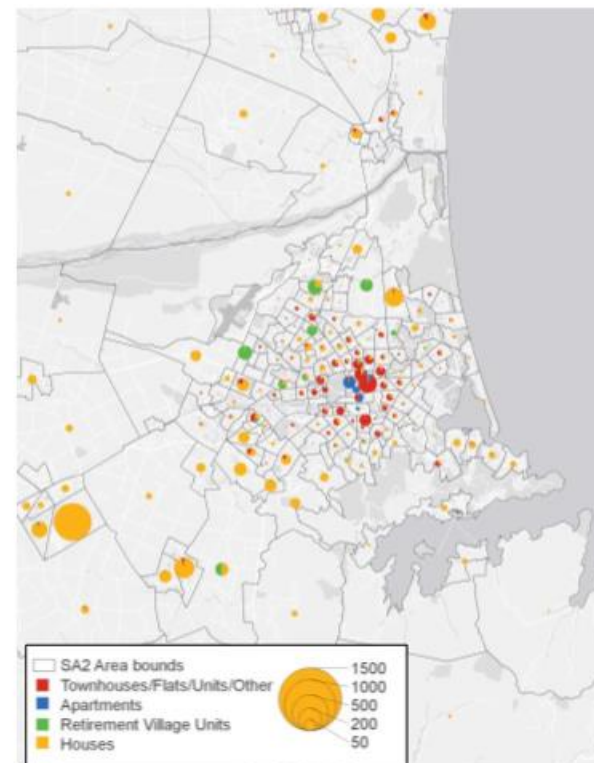 SA2 Area bounds
Townhouses/Flats/Units/Other
Apartments
Retirement Village Units
Houses
1500
1000
500
200
50